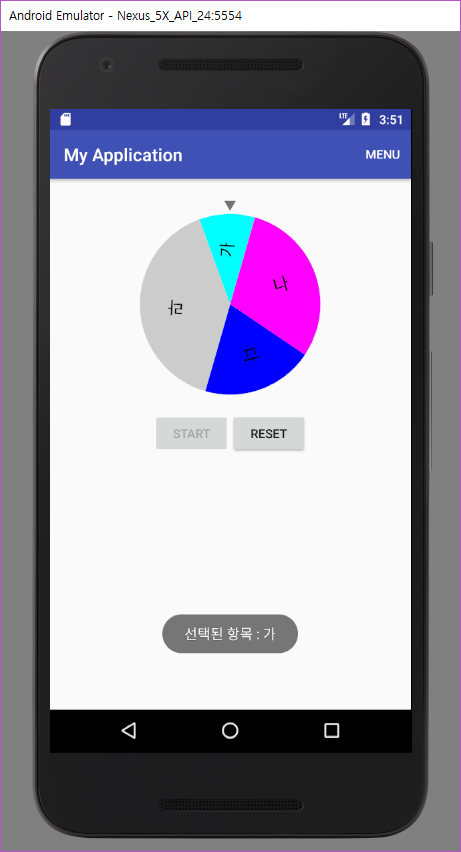 Android Emulator - Nexus_5X_API_24:5554
LTE 3:51
My Application MENU
가
나
다
라
START RESET
선택된 항목 : 가